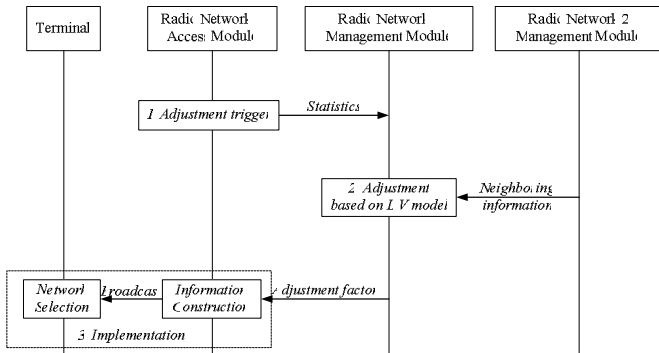 Terminal
Radio Network
Access Module
Radio Network
Management Module
Radio Network 2
Management Module
1 Adjustment trigger
Statistics
2 Adjustment
based on LV model
Neighboring
information
Network
Selection
Broadcas
Information
Construction
Adjustment factor
3 Implementation